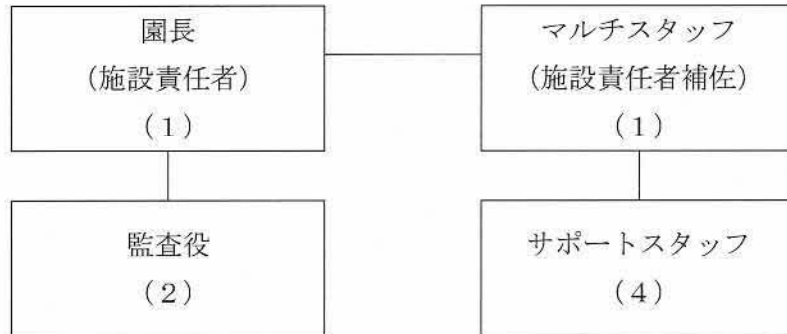 園長
(施設責任者)
(1)
マルチスタッフ
(施設責任者補佐)
(1)
監査役
(2)
サポートスタッフ
(4)